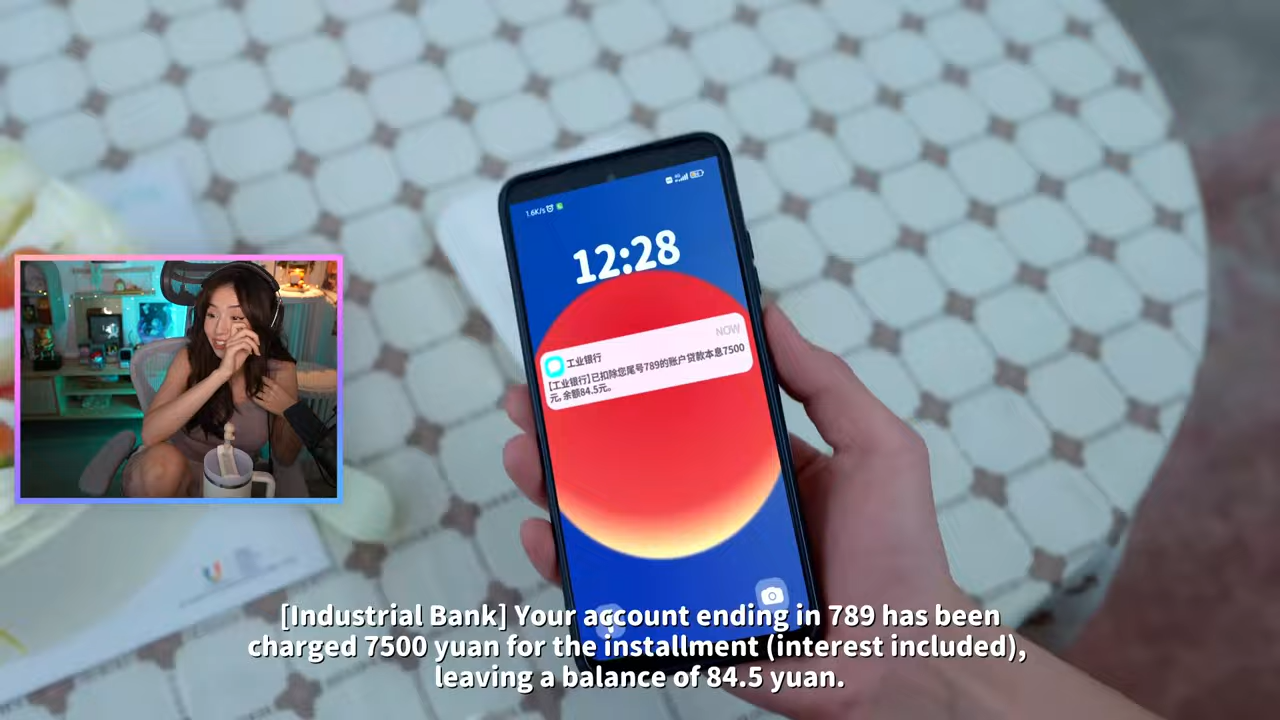 1.6K/s
12:28
NOW
工业银行
[工业银行]已扣除您尾号789的账户贷款本息7500
元, 余额84.5元。
[Industrial Bank] Your account ending in 789 has been
charged 7500 yuan for the installment (interest included),
leaving a balance of 84.5 yuan.